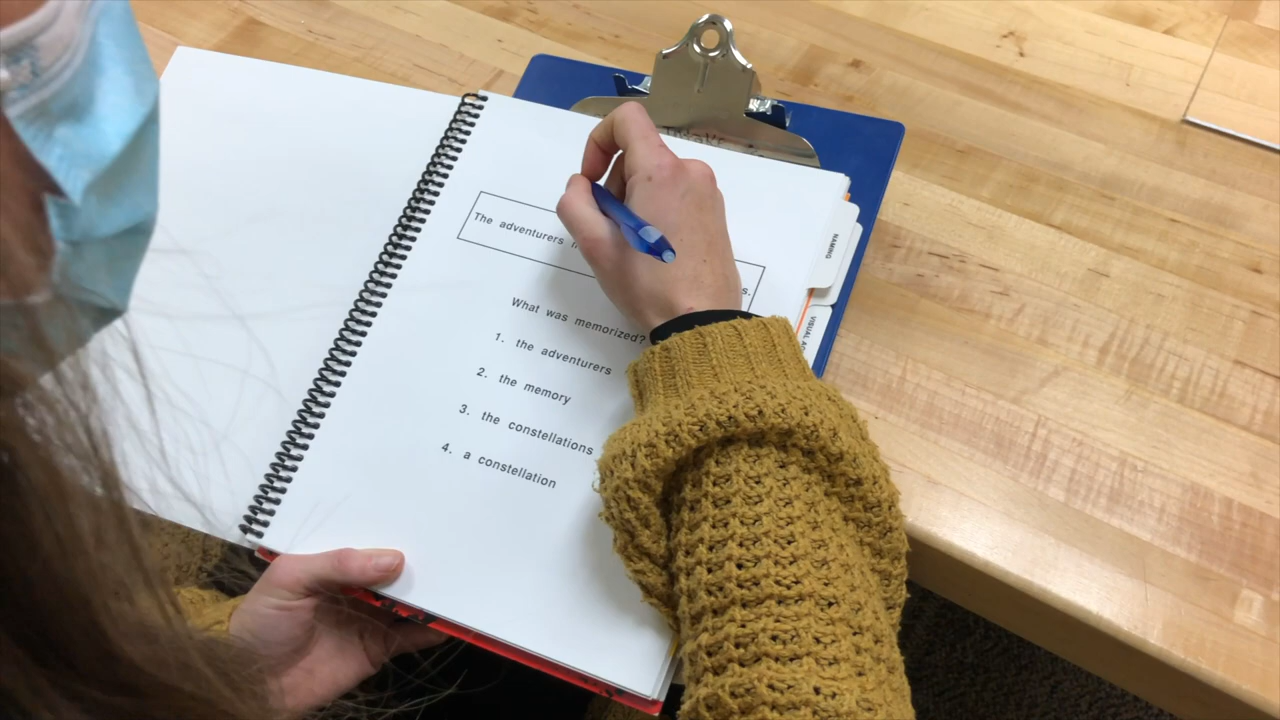 The adventurers
s.
What was memorized?
1. the adventurers
2. the memory
3. the constellations
4. a constellation
NAMING
VISUAL